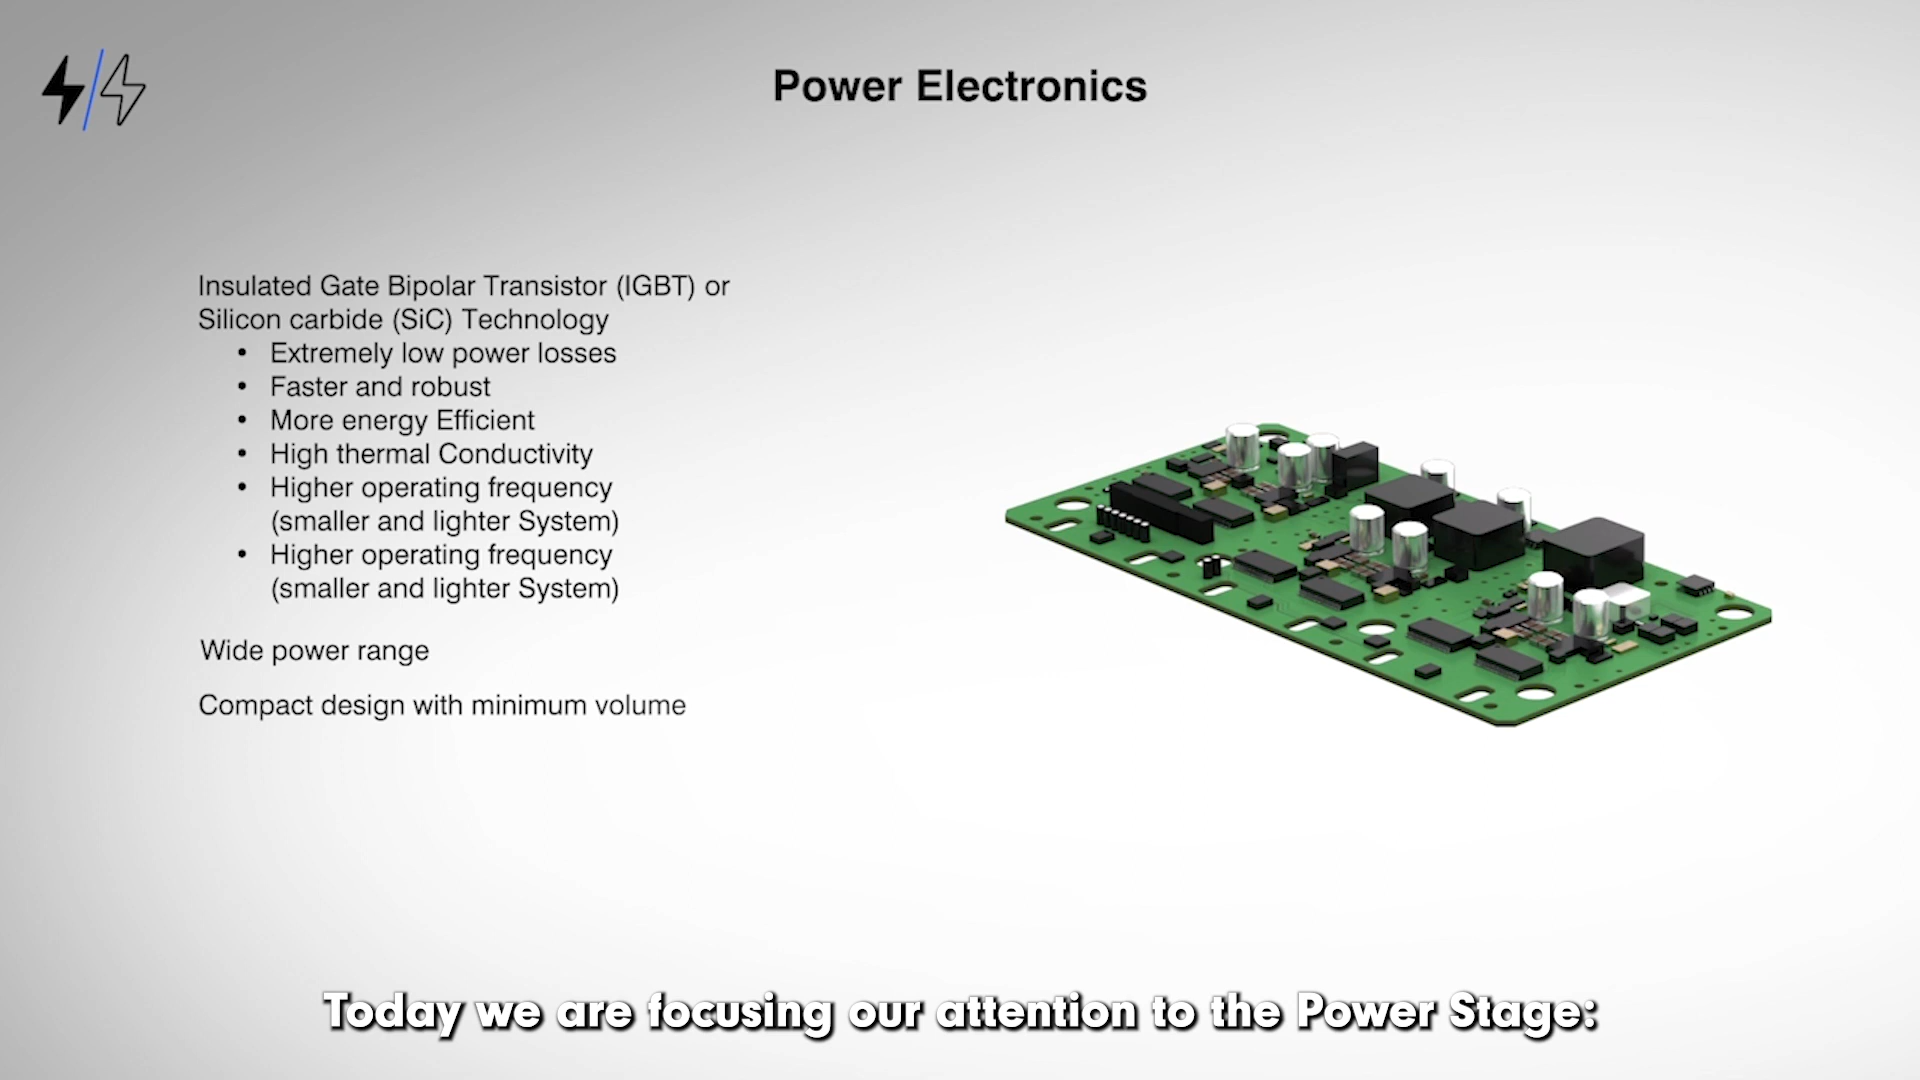 Power Electronics
Insulated Gate Bipolar Transistor (IGBT) or
Silicon carbide (SiC) Technology
• Extremely low power losses
• Faster and robust
• More energy Efficient
• High thermal Conductivity
• Higher operating frequency
(smaller and lighter System)
• Higher operating frequency
(smaller and lighter System)
Wide power range
Compact design with minimum volume
Today we are focusing our attention to the Power Stage: